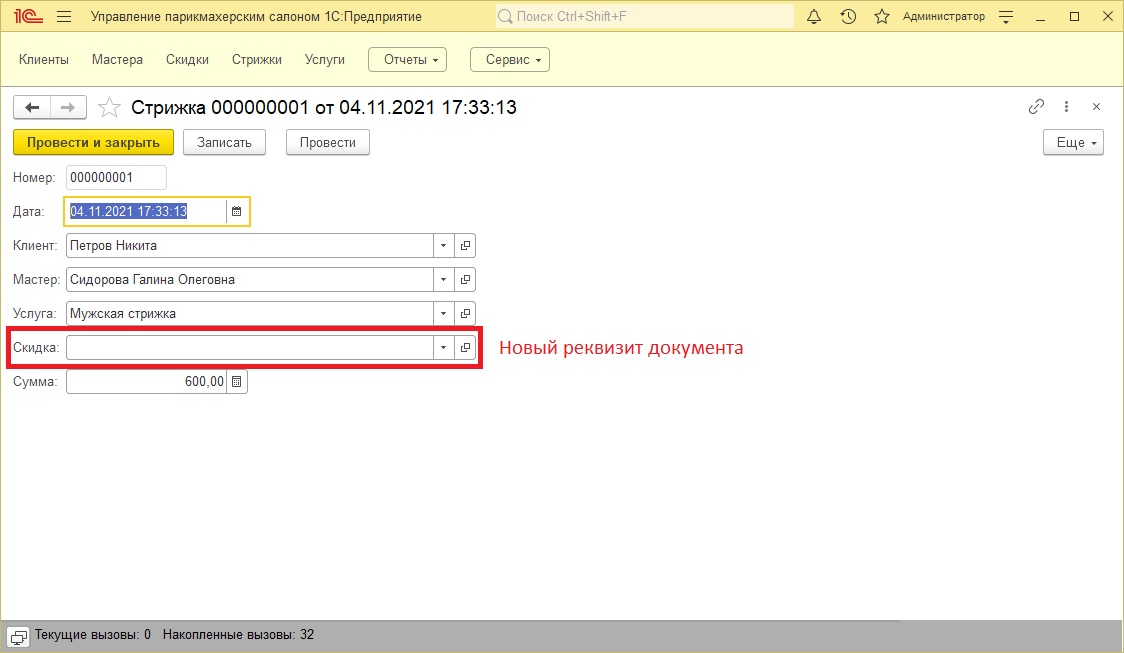 1С Управление парикмахерским салоном 1С:Предприятие Поиск Ctrl+Shift+F Администратор
Клиенты Мастера Скидки Стрижки Услуги Отчеты Сервис
Стрижка 000000001 от 04.11.2021 17:33:13
Провести и закрыть Записать Провести Еще
Номер: 000000001
Дата: 04.11.2021 17:33:13
Клиент: Петров Никита
Мастер: Сидорова Галина Олеговна
Услуга: Мужская стрижка
Скидка: Новый реквизит документа
Сумма: 600,00
Текущие вызовы: 0 Накопленные вызовы: 32